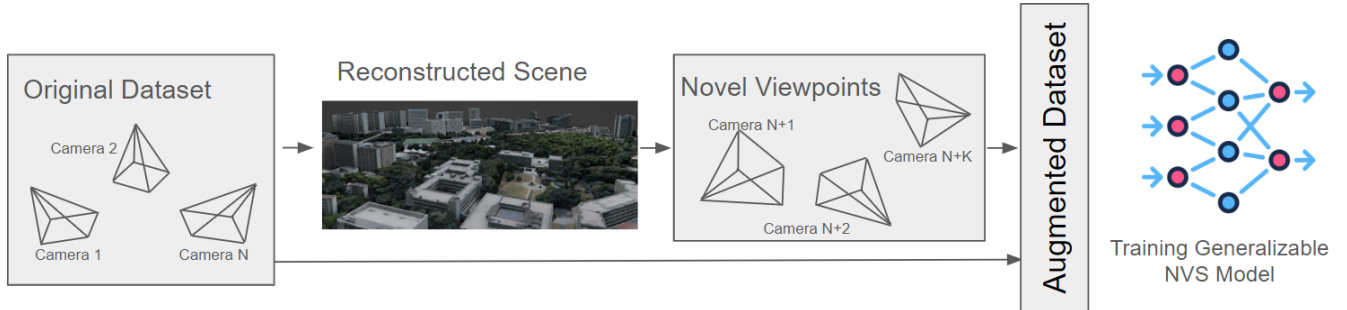 Original Dataset
Camera 2
Camera 1
Camera N
Reconstructed Scene
Novel Viewpoints
Camera N+1
Camera N+K
Camera N+2
Augmented Dataset
Training Generalizable
NVS Model